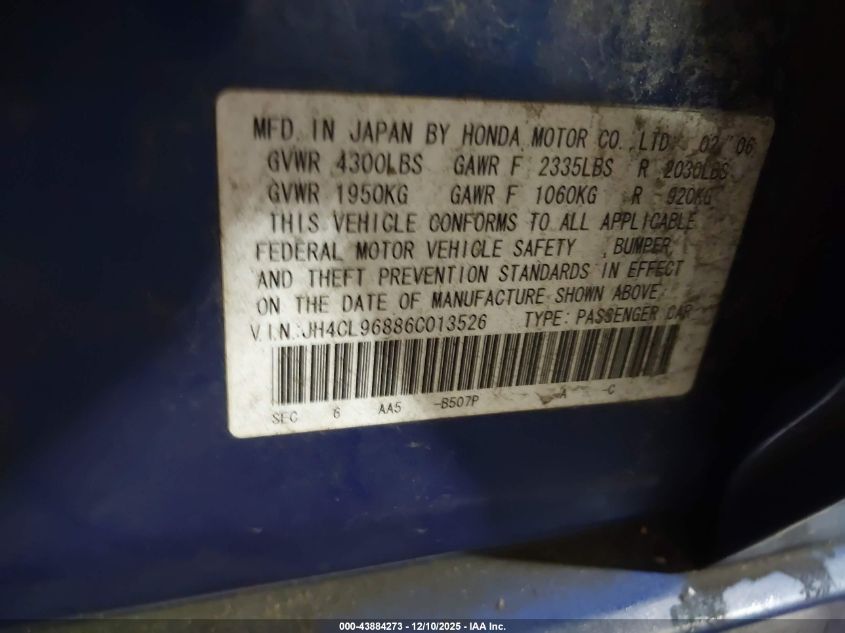 MFD. IN JAPAN BY HONDA MOTOR CO., LTD. 02/06
GVWR 4300LBS GAWR F 2335LBS R 2030LBS
GVWR 1950KG GAWR F 1060KG R 920KG
THIS VEHICLE CONFORMS TO ALL APPLICABLE
FEDERAL MOTOR VEHICLE SAFETY, BUMPER,
AND THEFT PREVENTION STANDARDS IN EFFECT
ON THE DATE OF MANUFACTURE SHOWN ABOVE.
V.I.N.:JH4CL96886C013526 TYPE: PASSENGER CAR
SEC 6 AA5 -B507P A -C
000-43884273 - 12/10/2025 - IAA Inc.